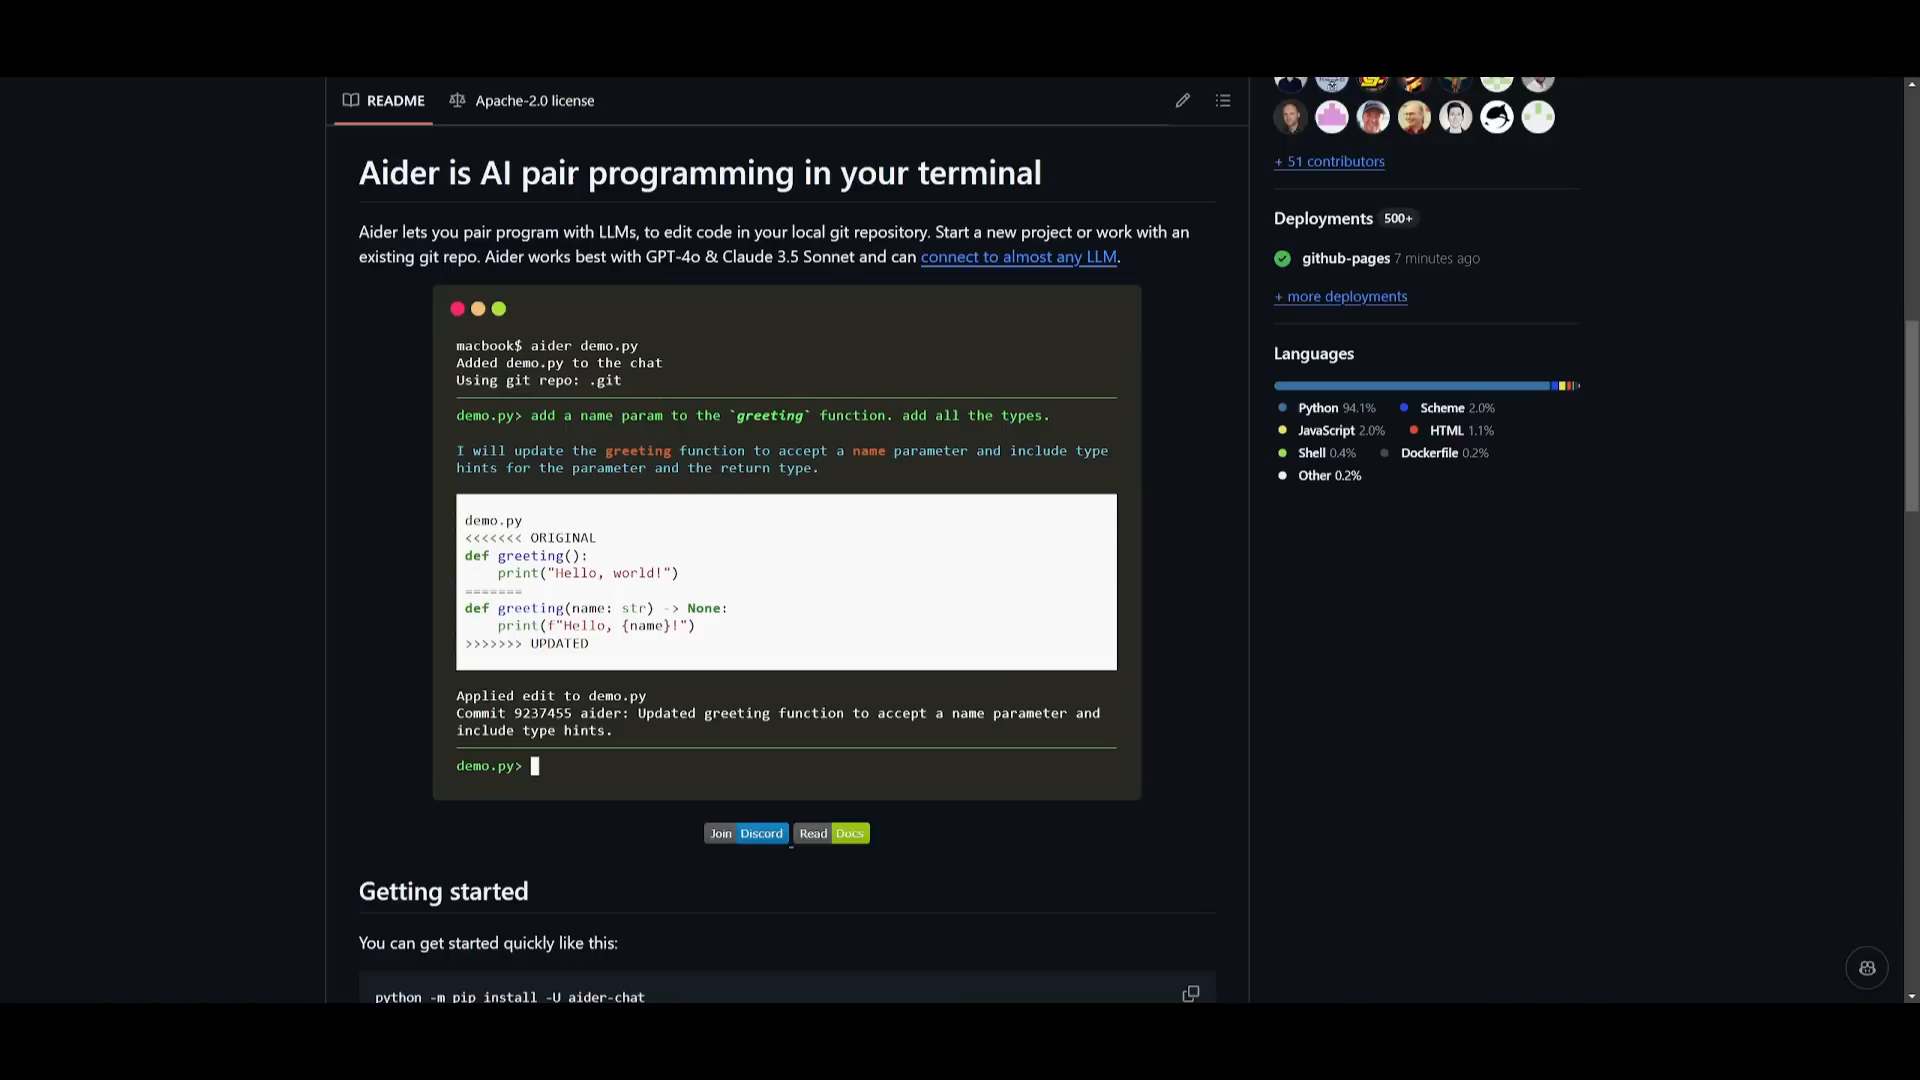 README
Apache-2.0 license
Aider is AI pair programming in your terminal
Aider lets you pair program with LLMs, to edit code in your local git repository. Start a new project or work with an
existing git repo. Aider works best with GPT-4o & Claude 3.5 Sonnet and can connect to almost any LLM.
macbook$ aider demo.py
Added demo.py to the chat
Using git repo: .git
demo.py> add a name param to the `greeting` function. add all the types.
I will update the greeting function to accept a name parameter and include type
hints for the parameter and the return type.
demo.py
<<<<<<< ORIGINAL
def greeting():
    print("Hello, world!")
=======
def greeting(name: str) -> None:
    print(f"Hello, {name}!")
>>>>>>> UPDATED
Applied edit to demo.py
Commit 9237455 aider: Updated greeting function to accept a name parameter and
include type hints.
demo.py>
Join Discord Read Docs
Getting started
You can get started quickly like this:
python -m pip install -U aider-chat
+ 51 contributors
Deployments 500+
github-pages 7 minutes ago
+ more deployments
Languages
Python 94.1% Scheme 2.0%
JavaScript 2.0% HTML 1.1%
Shell 0.4% Dockerfile 0.2%
Other 0.2%